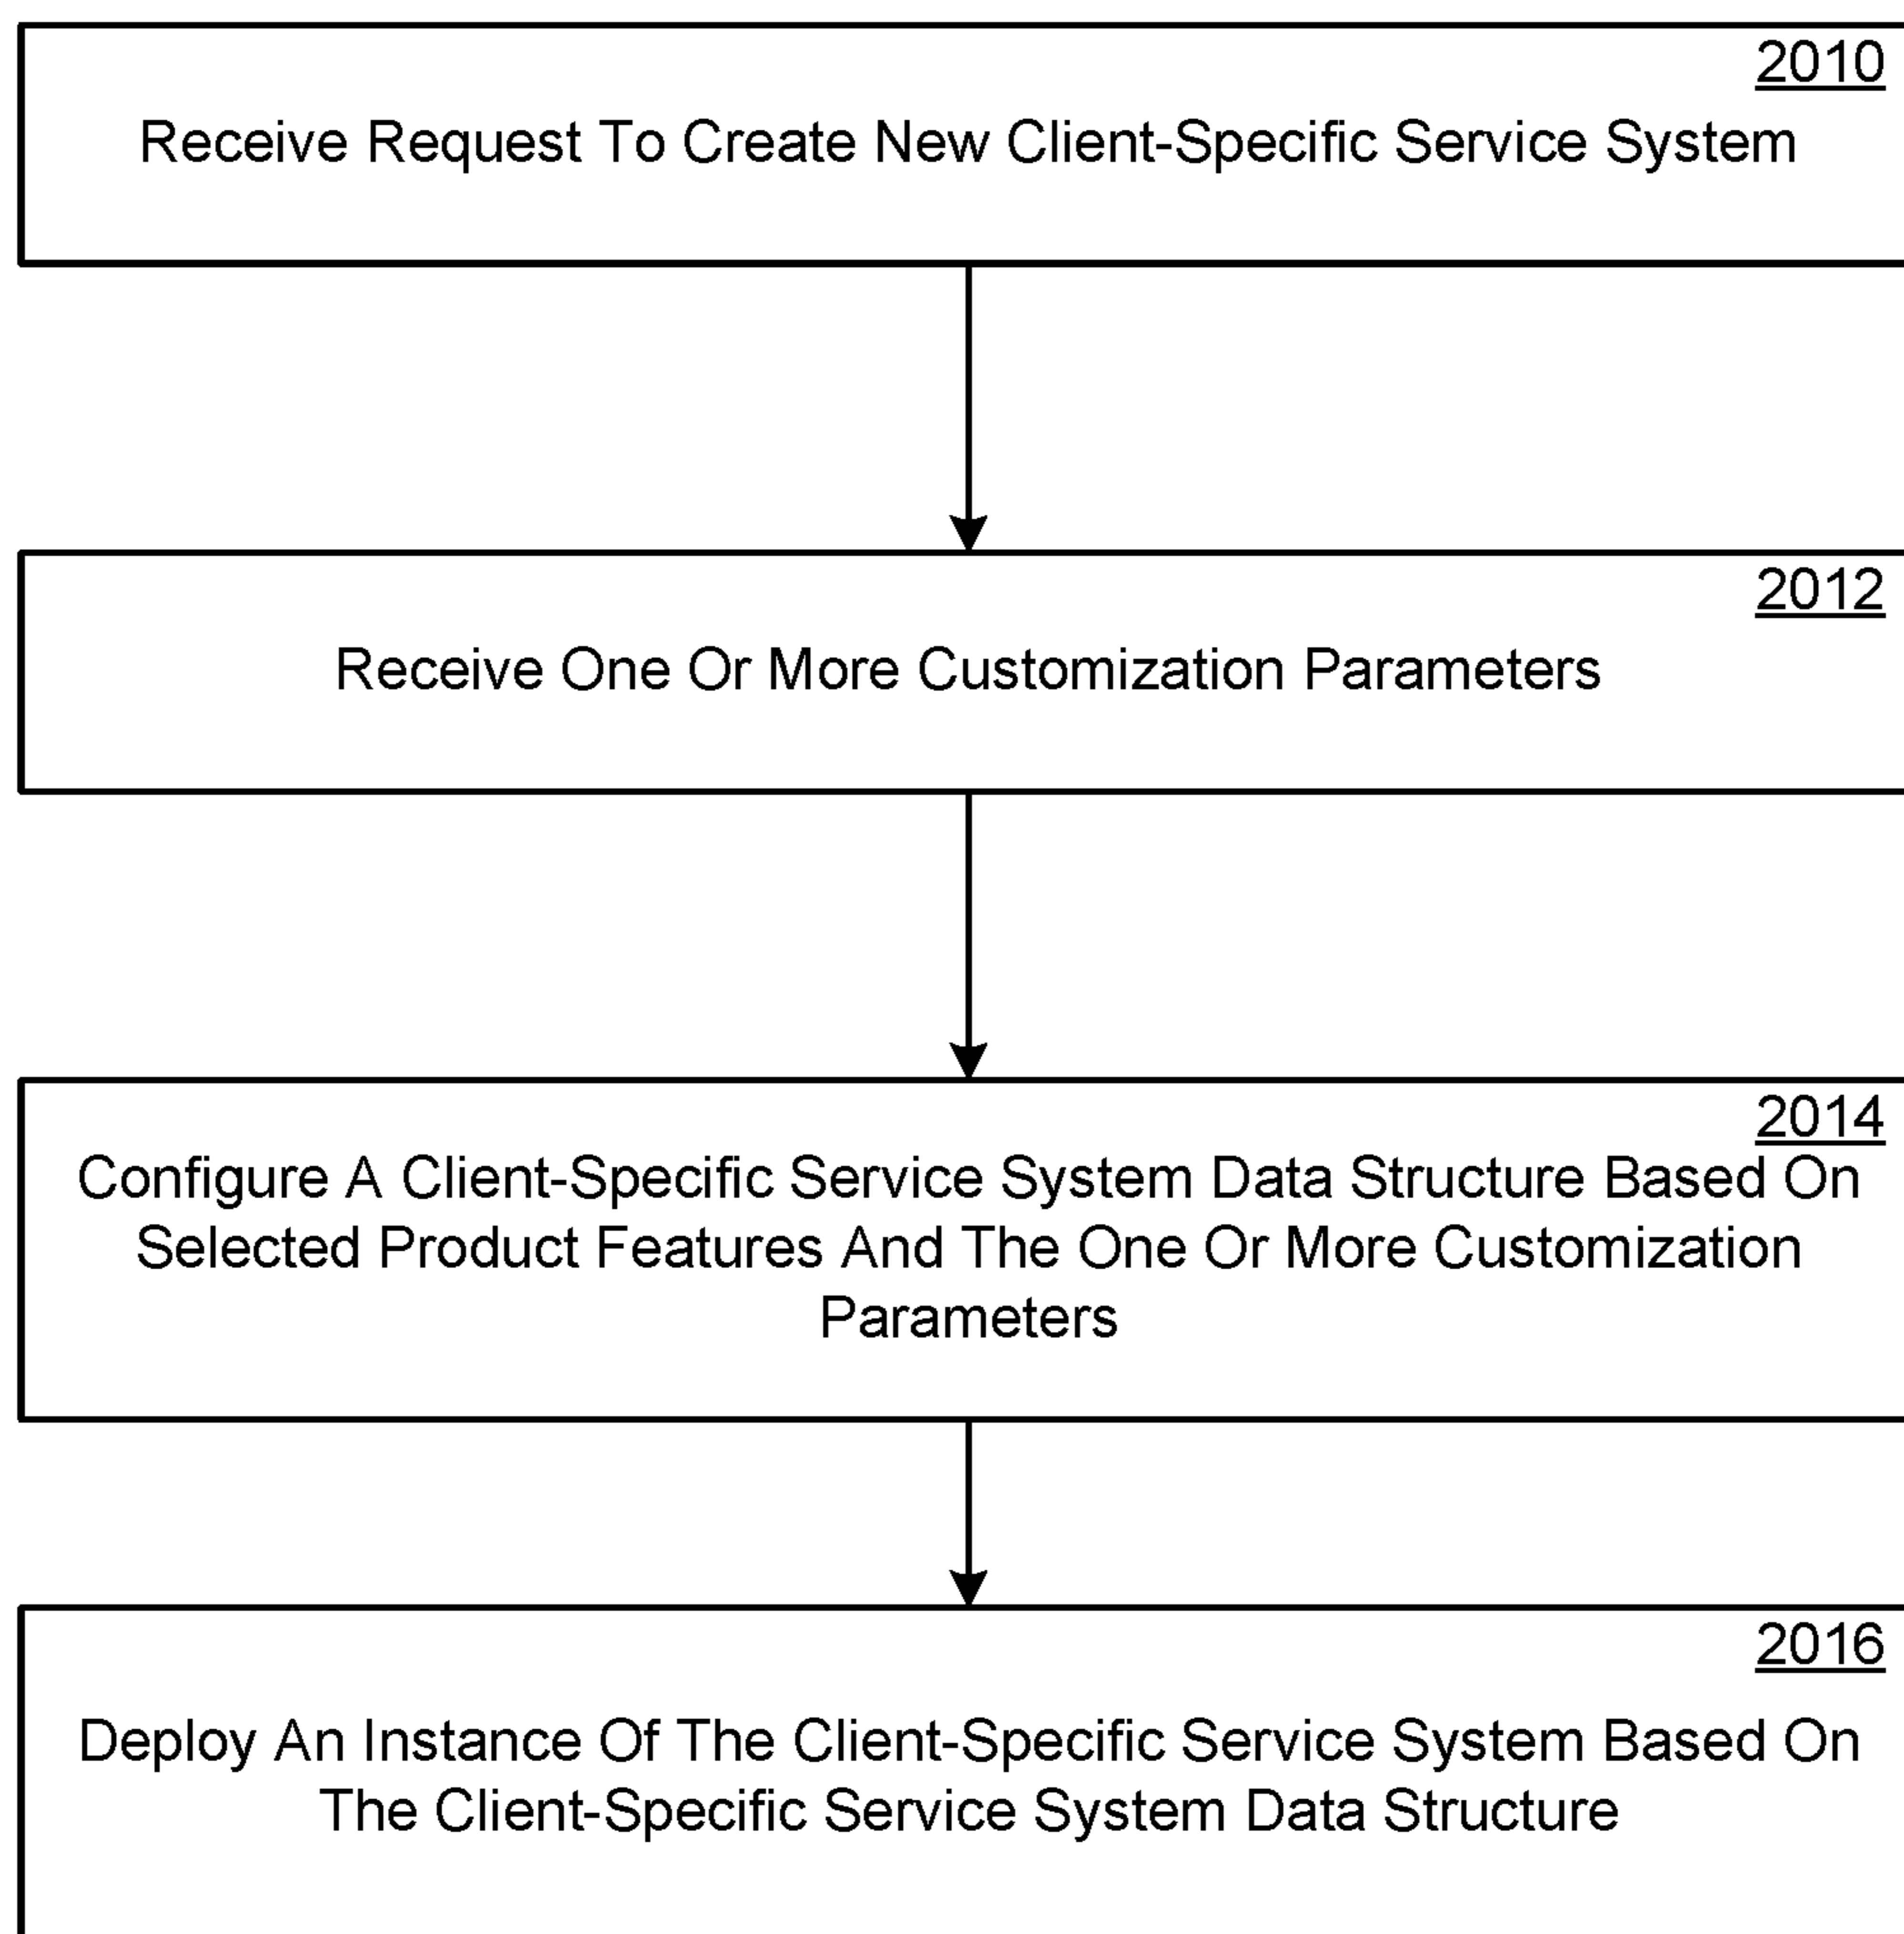 2010
Receive Request To Create New Client-Specific Service System
2012
Receive One Or More Customization Parameters
2014
Configure A Client-Specific Service System Data Structure Based On
Selected Product Features And The One Or More Customization
Parameters
2016
Deploy An Instance Of The Client-Specific Service System Based On
The Client-Specific Service System Data Structure